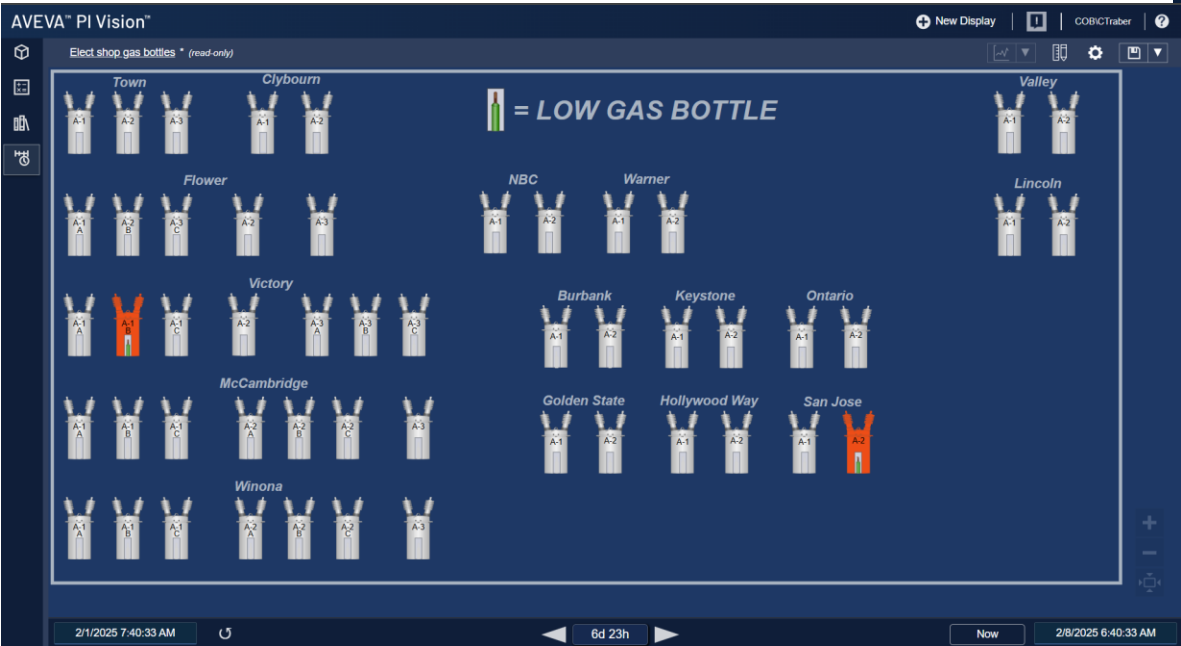 AVEVA™ PI Vision™
New Display
COB\CTraber
Elect shop gas bottles * (read-only)
Town
Clybourn
= LOW GAS BOTTLE
Valley
A-1 A-2 A-3 A-1 A-2 A-1 A-2
Flower
NBC
Warner
Lincoln
A-1 A
A-2 B
A-3 C
A-2
A-3
A-1 A-2 A-1 A-2 A-1 A-2
Victory
Burbank
Keystone
Ontario
A-1 A
A-1 B
A-1 C
A-2
A-3 A
A-3 B
A-3 C
A-1 A-2 A-1 A-2 A-1 A-2
McCambridge
Golden State
Hollywood Way
San Jose
A-1 A
A-1 B
A-1 C
A-2 A
A-2 B
A-2 C
A-3
A-1 A-2 A-1 A-2 A-1 A-2
Winona
A-1 A
A-1 B
A-1 C
A-2 A
A-2 B
A-2 C
A-3
2/1/2025 7:40:33 AM
6d 23h
Now
2/8/2025 6:40:33 AM